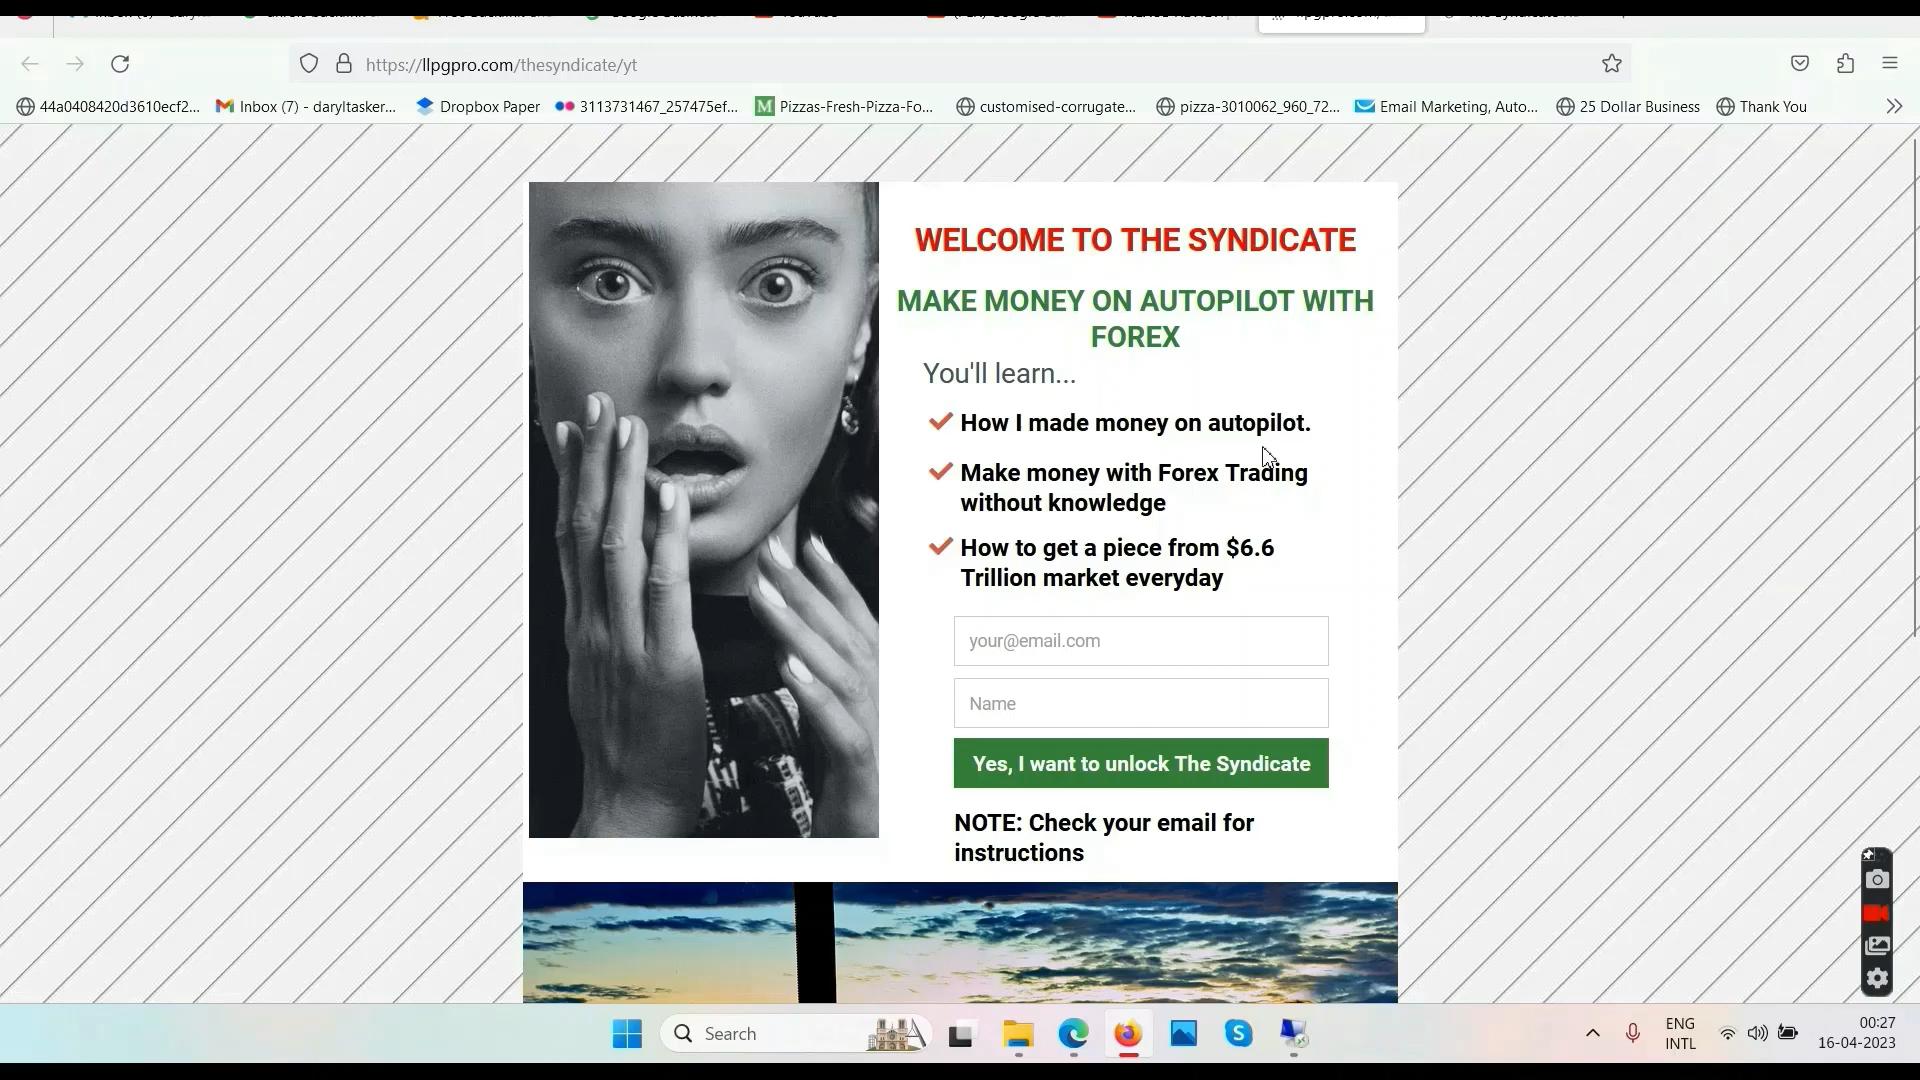 https://llpgpro.com/thesyndicate/yt
44a0408420d3610ecf2... Inbox (7) - daryltasker... Dropbox Paper 3113731467_257475ef... Pizzas-Fresh-Pizza-Fo... customised-corrugate... pizza-3010062_960_72... Email Marketing, Auto... 25 Dollar Business Thank You
WELCOME TO THE SYNDICATE
MAKE MONEY ON AUTOPILOT WITH
FOREX
You'll learn...
How I made money on autopilot.
Make money with Forex Trading
without knowledge
How to get a piece from $6.6
Trillion market everyday
your@email.com
Name
Yes, I want to unlock The Syndicate
NOTE: Check your email for
instructions
Search
ENG
INTL
00:27
16-04-2023